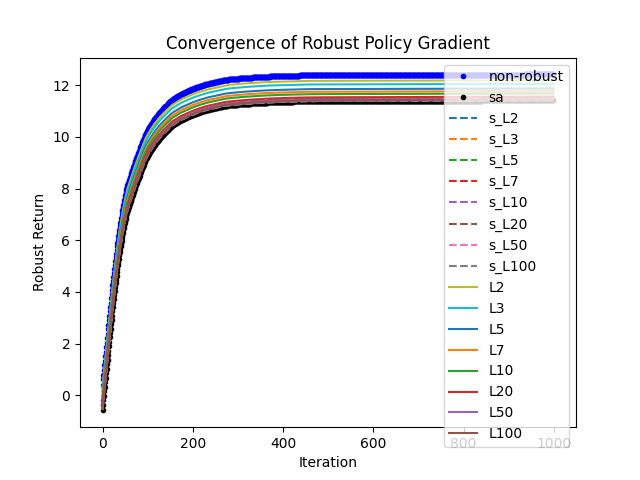 Convergence of Robust Policy Gradient
Robust Return
12
10
8
6
4
2
0
0
200
400
600
800
1000
Iteration
non-robust
sa
s_L2
s_L3
s_L5
s_L7
s_L10
s_L20
s_L50
s_L100
L2
L3
L5
L7
L10
L20
L50
L100